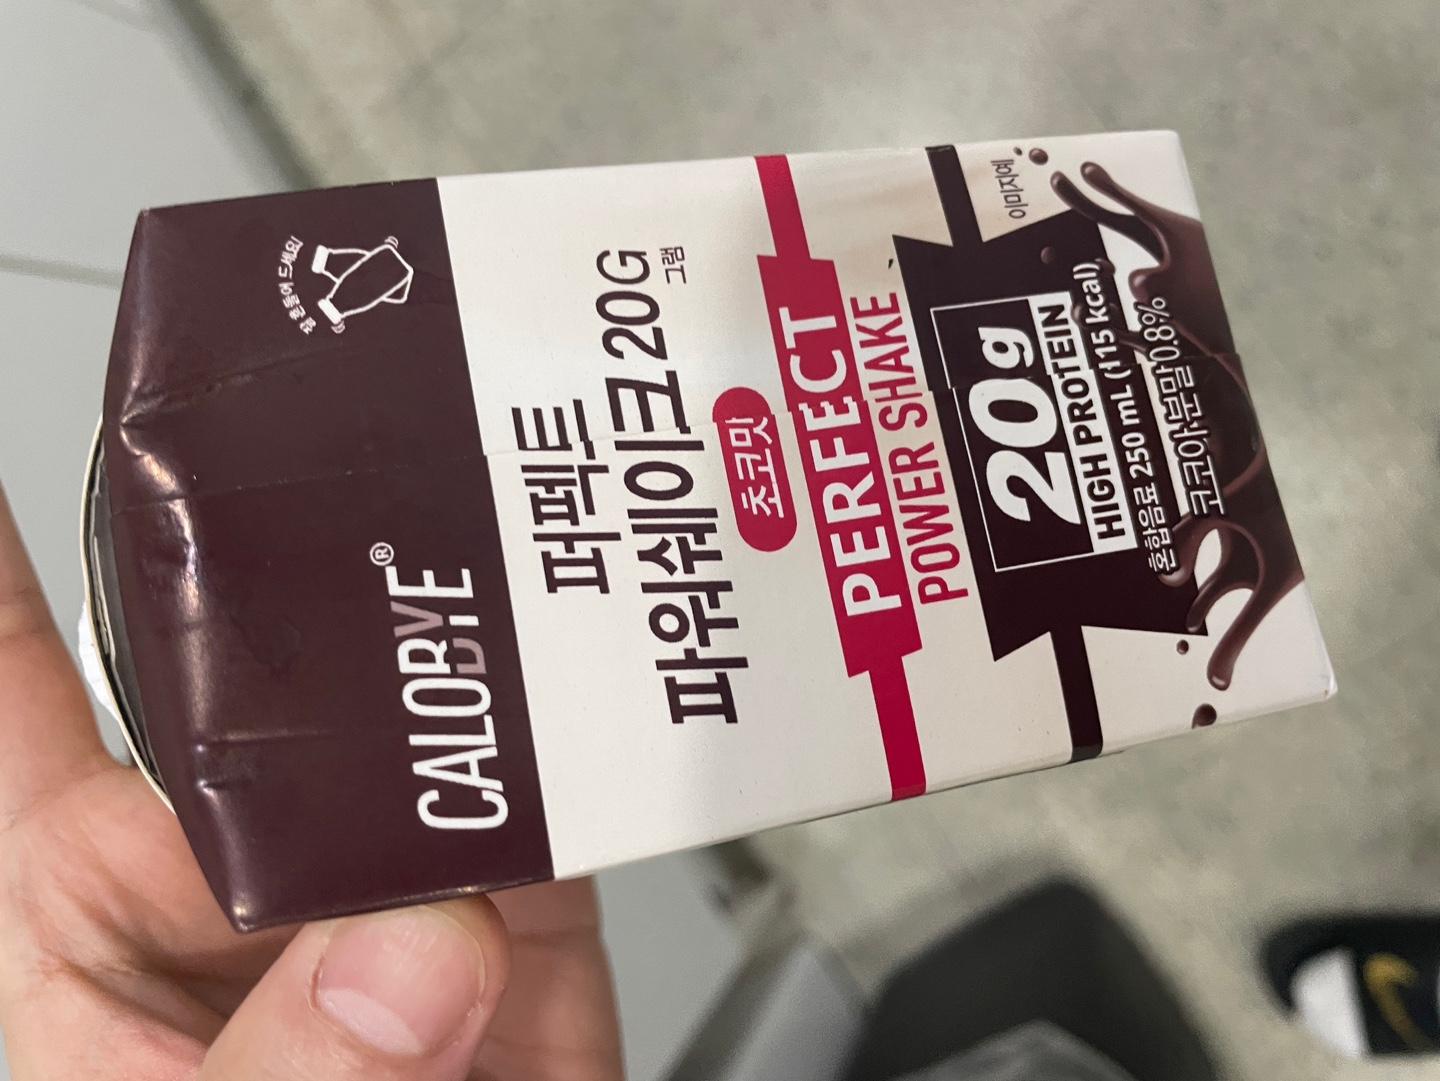 잘 흔들어 드세요!
CALOBYE®
퍼펙트
파워쉐이크 20G
그램
초코맛
PERFECT
POWER SHAKE
20g
HIGH PROTEIN
혼합음료 250 mL (115 kcal)
코코아분말 0.8%
이미지예